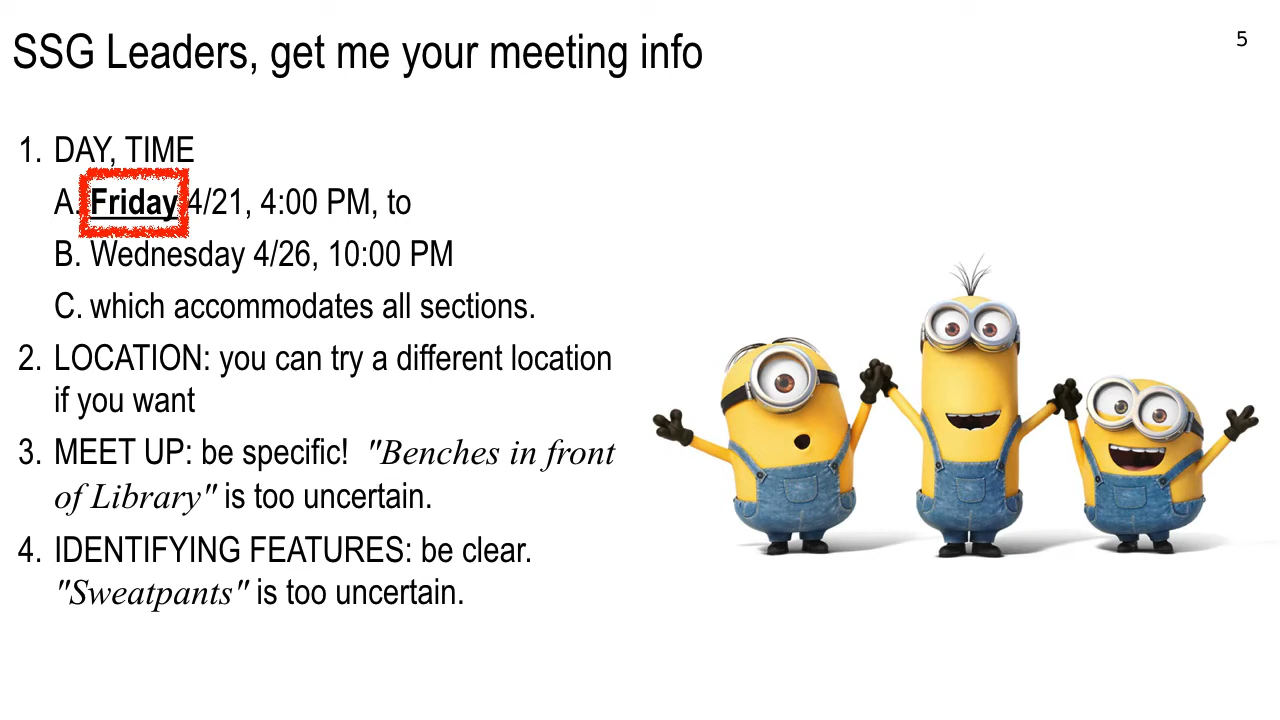 SSG Leaders, get me your meeting info
5
1. DAY, TIME
A. Friday 4/21, 4:00 PM, to
B. Wednesday 4/26, 10:00 PM
C. which accommodates all sections.
2. LOCATION: you can try a different location
if you want
3. MEET UP: be specific! "Benches in front
of Library" is too uncertain.
4. IDENTIFYING FEATURES: be clear.
"Sweatpants" is too uncertain.